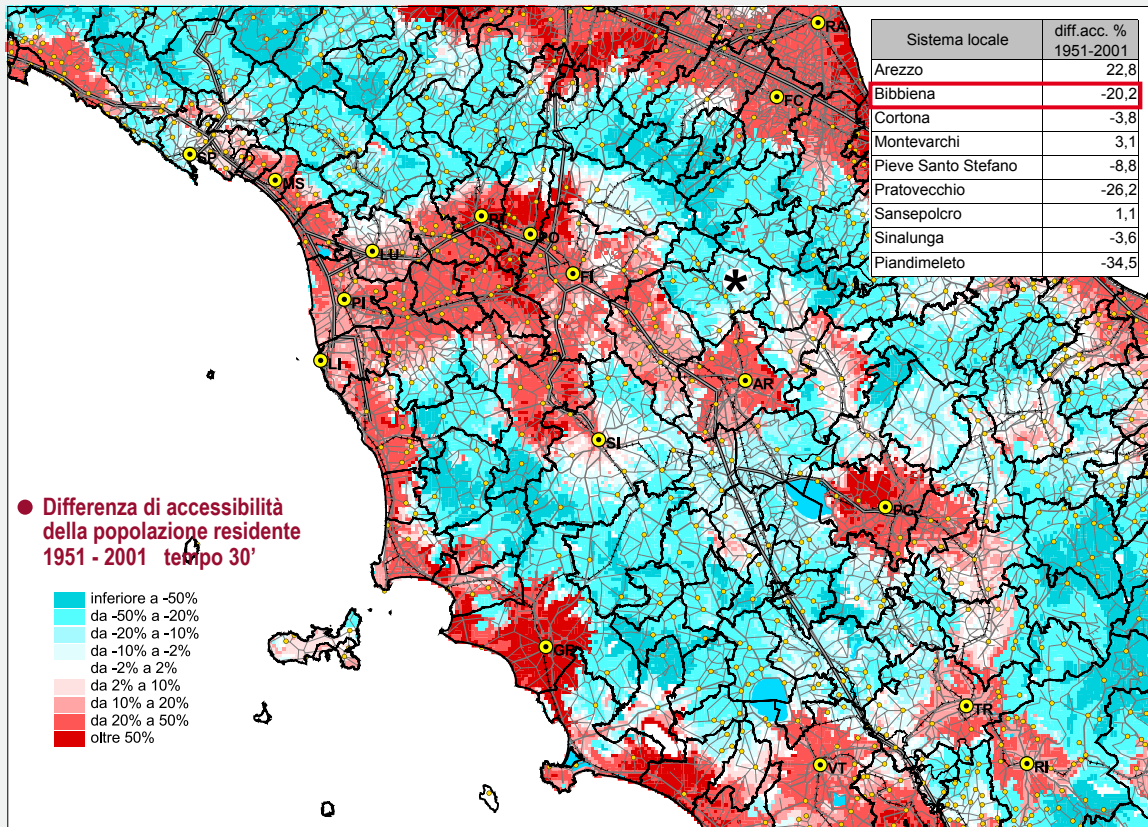 Sistema locale diff.acc. % 1951-2001
Arezzo 22,8
Bibbiena -20,2
Cortona -3,8
Montevarchi 3,1
Pieve Santo Stefano -8,8
Pratovecchio -26,2
Sansepolcro 1,1
Sinalunga -3,6
Piandimeleto -34,5
RA
FC
SP
MS
PO
LU
FI
PI
*
LI
AR
SI
PG
GR
TR
VT
RI
● Differenza di accessibilità
della popolazione residente
1951 - 2001 tempo 30’
inferiore a -50%
da -50% a -20%
da -20% a -10%
da -10% a -2%
da -2% a 2%
da 2% a 10%
da 10% a 20%
da 20% a 50%
oltre 50%